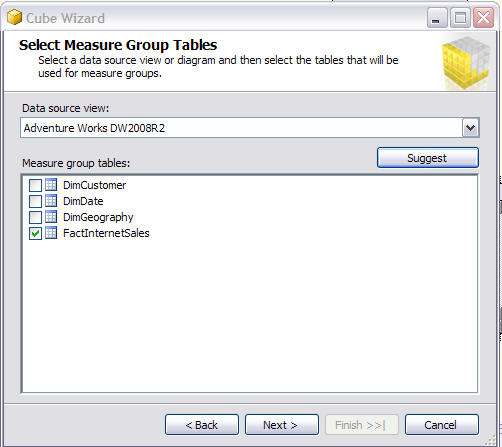 Cube Wizard
Select Measure Group Tables
Select a data source view or diagram and then select the tables that will be
used for measure groups.
Data source view:
Adventure Works DW2008R2
Measure group tables:
Suggest
DimCustomer
DimDate
DimGeography
FactInternetSales
< Back
Next >
Finish >>|
Cancel